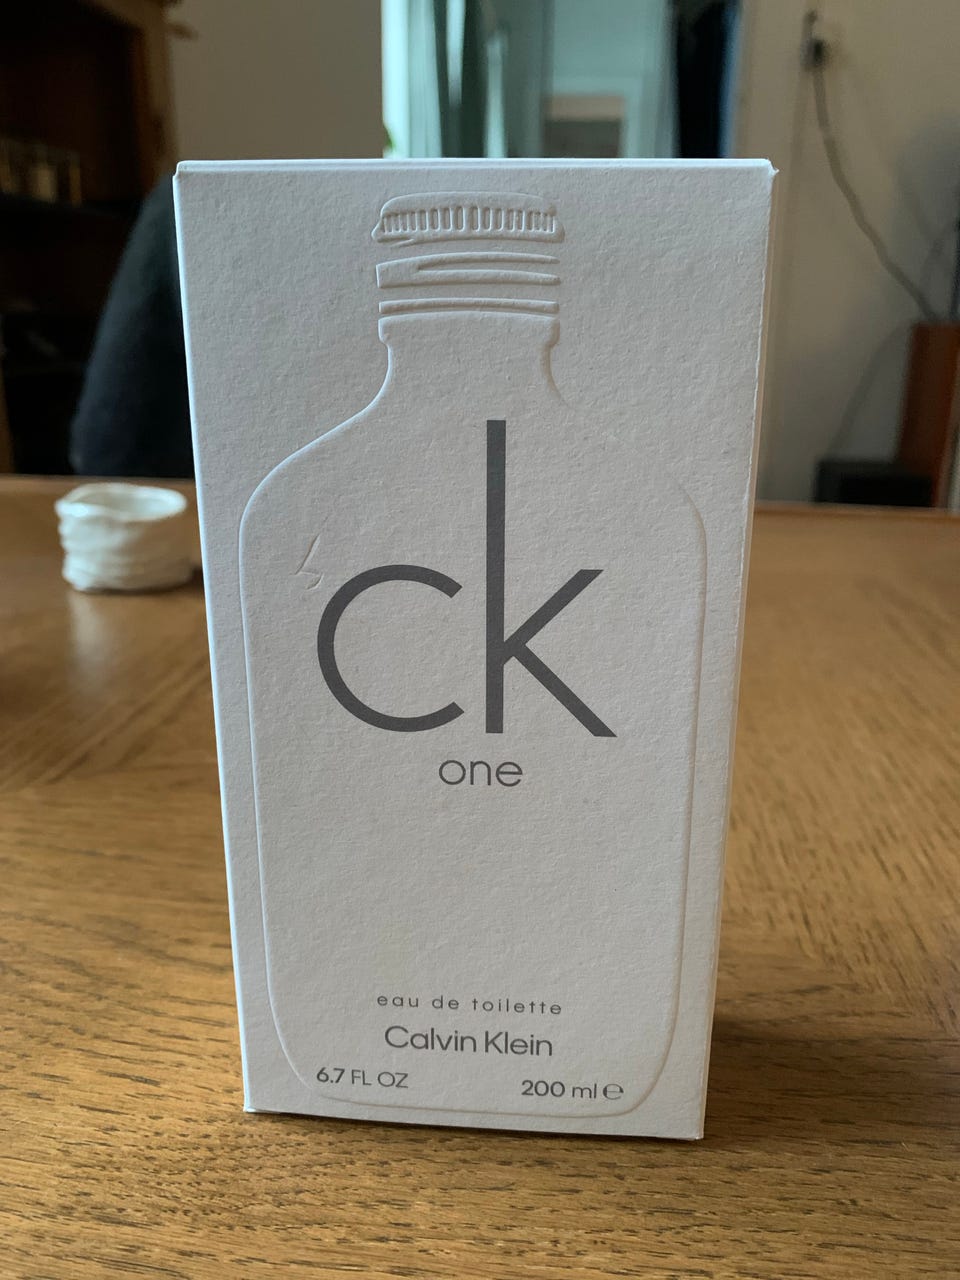 ck
one
eau de toilette
Calvin Klein
6.7 FL OZ 200 ml ℮